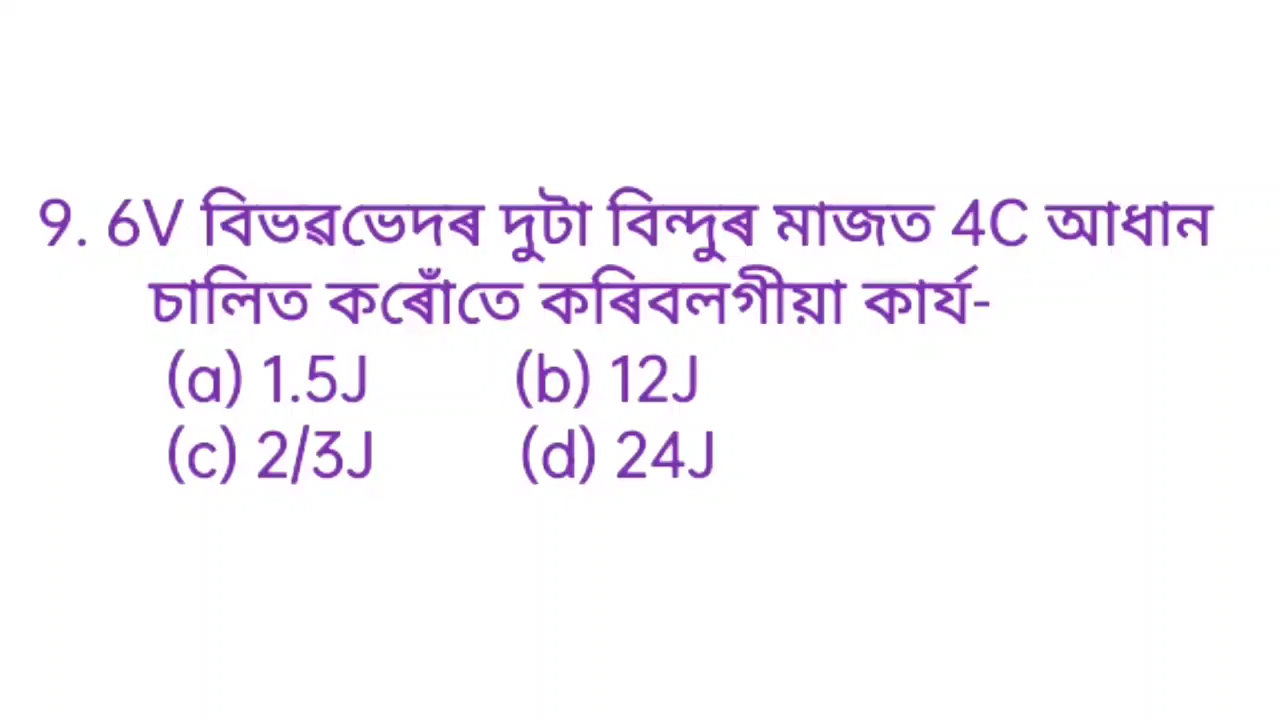 9. 6V বিভৱভেদৰ দুটা বিন্দুৰ মাজত 4C আধান
চালিত কৰোঁতে কৰিবলগীয়া কাৰ্য-
(a) 1.5J (b) 12J
(c) 2/3J (d) 24J